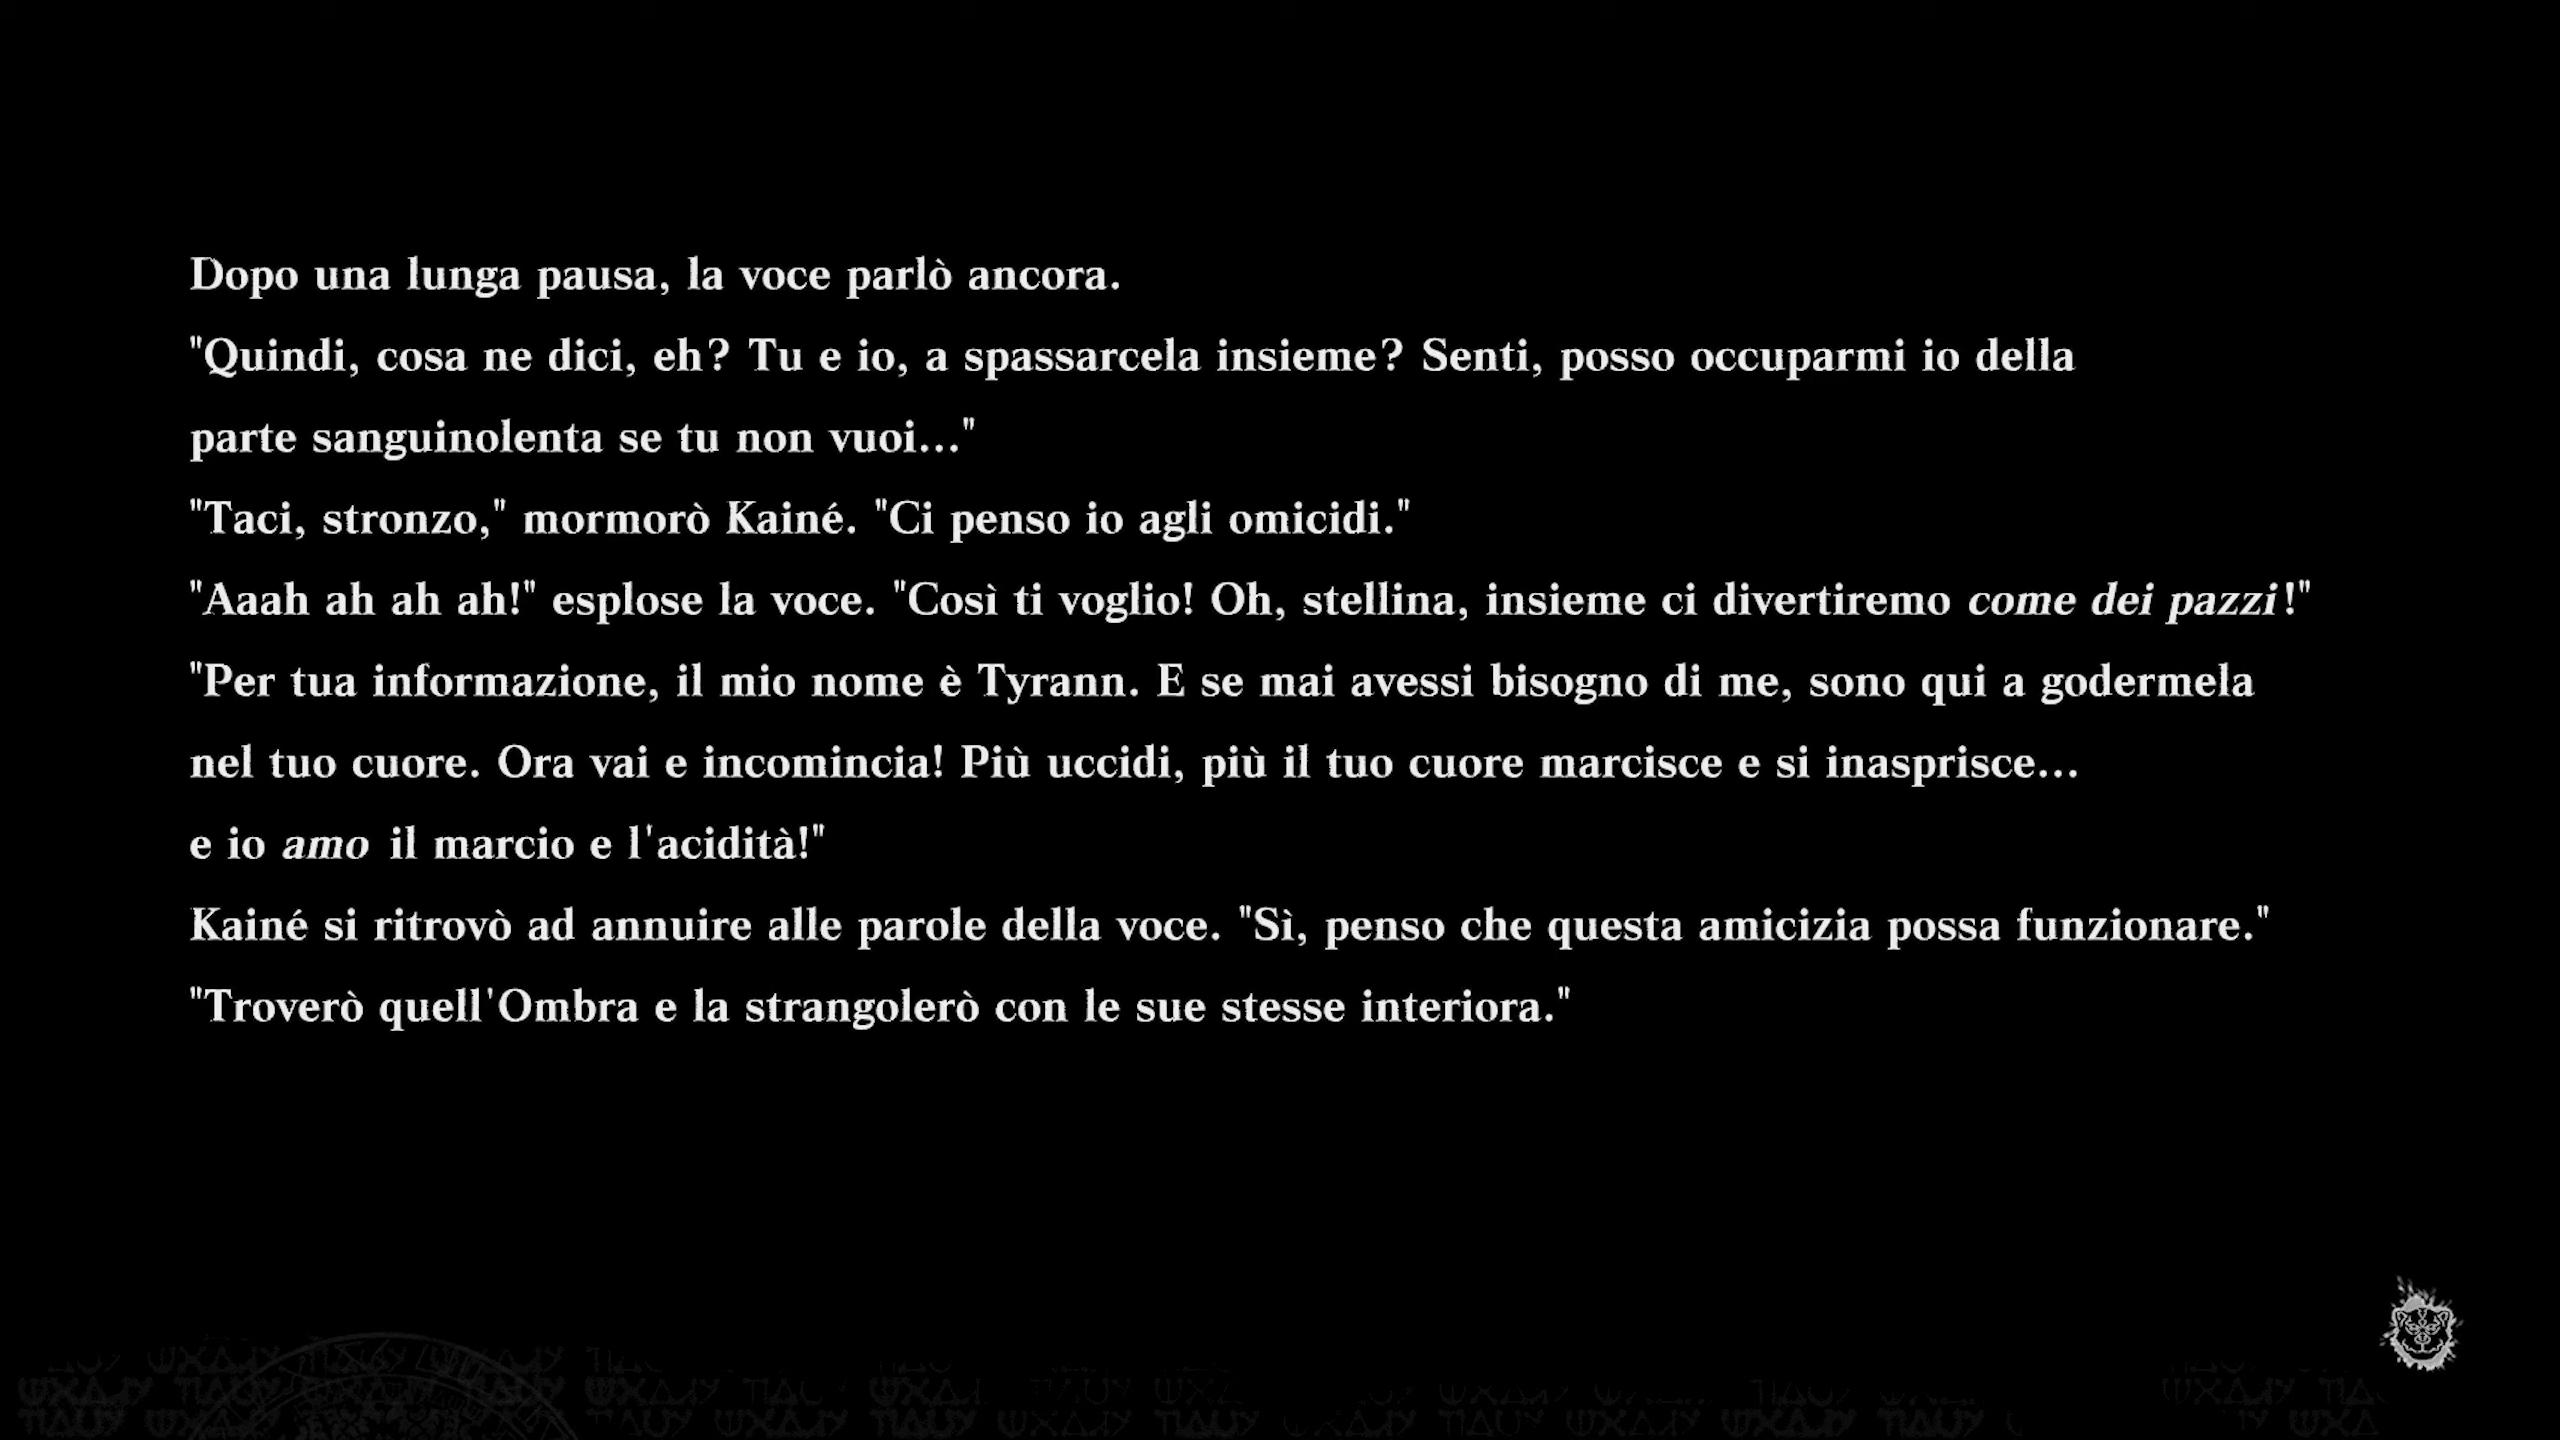 Dopo una lunga pausa, la voce parlò ancora.
"Quindi, cosa ne dici, eh? Tu e io, a spassarcela insieme? Senti, posso occuparmi io della
parte sanguinolenta se tu non vuoi..."
"Taci, stronzo," mormorò Kainé. "Ci penso io agli omicidi."
"Aaah ah ah ah!" esplose la voce. "Così ti voglio! Oh, stellina, insieme ci divertiremo come dei pazzi!"
"Per tua informazione, il mio nome è Tyrann. E se mai avessi bisogno di me, sono qui a godermela
nel tuo cuore. Ora vai e incomincia! Più uccidi, più il tuo cuore marcisce e si inasprisce...
e io amo il marcio e l'acidità!"
Kainé si ritrovò ad annuire alle parole della voce. "Sì, penso che questa amicizia possa funzionare."
"Troverò quell'Ombra e la strangolerò con le sue stesse interiora."